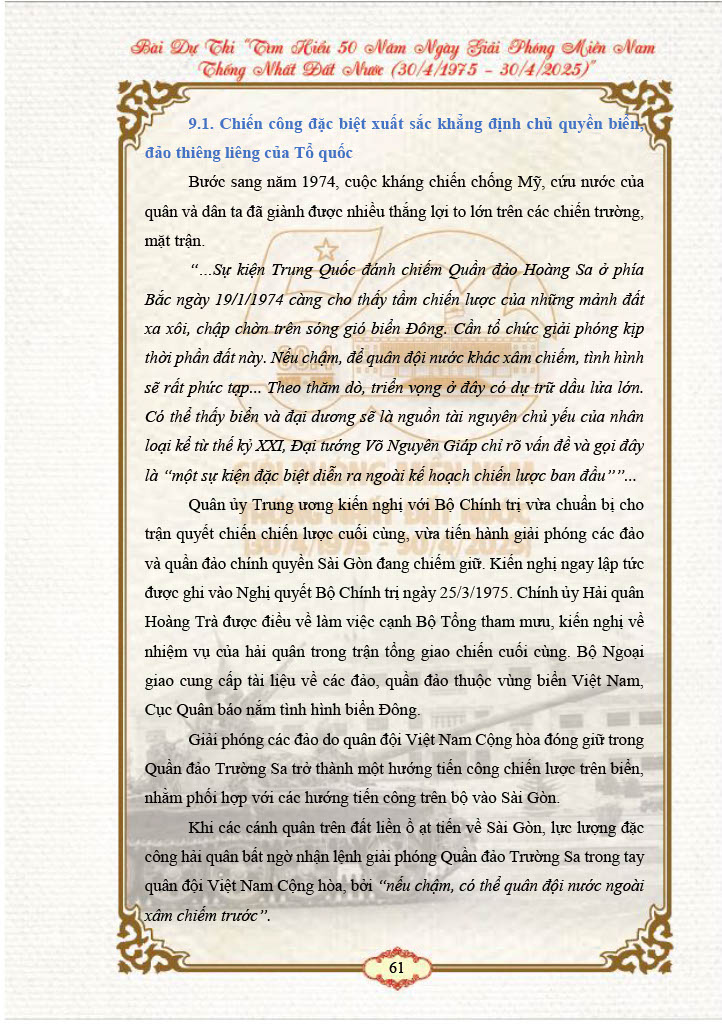 Bài Dự Thi “Tìm Hiểu 50 Năm Ngày Giải Phóng Miền Nam
Thống Nhất Đất Nước (30/4/1975 – 30/4/2025)”
9.1. Chiến công đặc biệt xuất sắc khẳng định chủ quyền biển,
đảo thiêng liêng của Tổ quốc
Bước sang năm 1974, cuộc kháng chiến chống Mỹ, cứu nước của
quân và dân ta đã giành được nhiều thắng lợi to lớn trên các chiến trường,
mặt trận.
“…Sự kiện Trung Quốc đánh chiếm Quần đảo Hoàng Sa ở phía
Bắc ngày 19/1/1974 càng cho thấy tầm chiến lược của những mảnh đất
xa xôi, chập chờn trên sóng gió biển Đông. Cần tổ chức giải phóng kịp
thời phần đất này. Nếu chậm, để quân đội nước khác xâm chiếm, tình hình
sẽ rất phức tạp... Theo thăm dò, triển vọng ở đây có dự trữ dầu lửa lớn.
Có thể thấy biển và đại dương sẽ là nguồn tài nguyên chủ yếu của nhân
loại kể từ thế kỷ XXI, Đại tướng Võ Nguyên Giáp chỉ rõ vấn đề và gọi đây
là “một sự kiện đặc biệt diễn ra ngoài kế hoạch chiến lược ban đầu””...
Quân ủy Trung ương kiến nghị với Bộ Chính trị vừa chuẩn bị cho
trận quyết chiến chiến lược cuối cùng, vừa tiến hành giải phóng các đảo
và quần đảo chính quyền Sài Gòn đang chiếm giữ. Kiến nghị ngay lập tức
được ghi vào Nghị quyết Bộ Chính trị ngày 25/3/1975. Chính ủy Hải quân
Hoàng Trà được điều về làm việc cạnh Bộ Tổng tham mưu, kiến nghị về
nhiệm vụ của hải quân trong trận tổng giao chiến cuối cùng. Bộ Ngoại
giao cung cấp tài liệu về các đảo, quần đảo thuộc vùng biển Việt Nam,
Cục Quân báo nắm tình hình biển Đông.
Giải phóng các đảo do quân đội Việt Nam Cộng hòa đóng giữ trong
Quần đảo Trường Sa trở thành một hướng tiến công chiến lược trên biển,
nhằm phối hợp với các hướng tiến công trên bộ vào Sài Gòn.
Khi các cánh quân trên đất liền ồ ạt tiến về Sài Gòn, lực lượng đặc
công hải quân bất ngờ nhận lệnh giải phóng Quần đảo Trường Sa trong tay
quân đội Việt Nam Cộng hòa, bởi “nếu chậm, có thể quân đội nước ngoài
xâm chiếm trước”.
30.4
GIẢI PHÓNG MIỀN NAM
THỐNG NHẤT ĐẤT NƯỚC
(30/4/1975 - 30/4/2025)
61